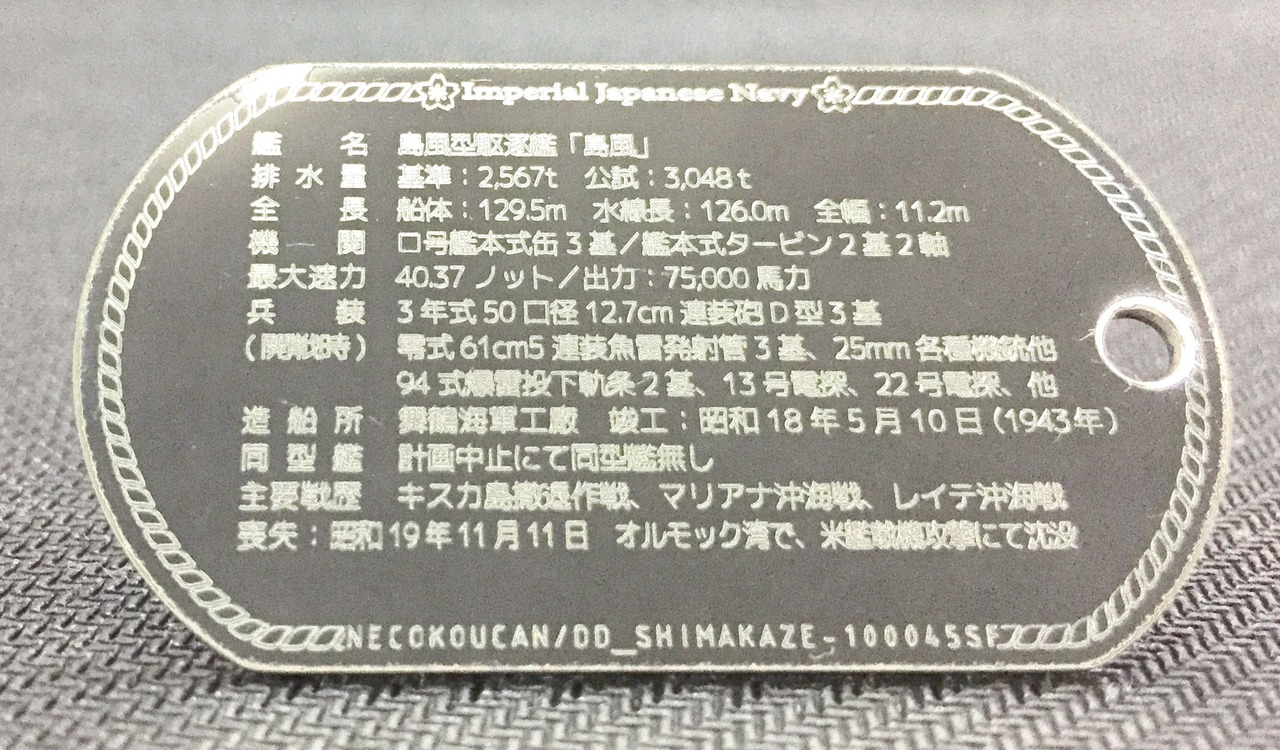 Imperial Japanese Navy
艦名 島風型駆逐艦「島風」
排水量 基準：2,567t 公試：3,048t
全長 船体：129.5m 水線長：126.0m 全幅：11.2m
機関 ロ号艦本式缶3基／艦本式タービン2基2軸
最大速力 40.37ノット／出力：75,000馬力
兵装 3年式50口径12.7cm連装砲D型3基
（開戦時） 零式61cm5連装魚雷発射管3基、25mm各種機銃他
94式爆雷投下軌条2基、13号電探、22号電探、他
造船所 舞鶴海軍工廠 竣工：昭和18年5月10日（1943年）
同型艦 計画中止にて同型艦無し
主要戦歴 キスカ島撤退作戦、マリアナ沖海戦、レイテ沖海戦
喪失：昭和19年11月11日 オルモック湾で、米艦載機攻撃にて沈没
NECOKOUCAN/DD_SHIMAKAZE-100045SF